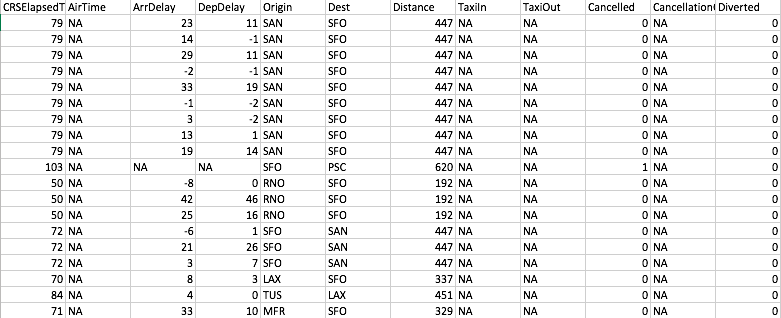 CRSElapsedT AirTime ArrDelay DepDelay Origin Dest Distance TaxiIn TaxiOut Cancelled Cancellation Diverted
79 NA 23 11 SAN SFO 447 NA NA 0 NA 0
79 NA 14 -1 SAN SFO 447 NA NA 0 NA 0
79 NA 29 11 SAN SFO 447 NA NA 0 NA 0
79 NA -2 -1 SAN SFO 447 NA NA 0 NA 0
79 NA 33 19 SAN SFO 447 NA NA 0 NA 0
79 NA -1 -2 SAN SFO 447 NA NA 0 NA 0
79 NA 3 -2 SAN SFO 447 NA NA 0 NA 0
79 NA 13 1 SAN SFO 447 NA NA 0 NA 0
79 NA 19 14 SAN SFO 447 NA NA 0 NA 0
103 NA NA NA SFO PSC 620 NA NA 1 NA 0
50 NA -8 0 RNO SFO 192 NA NA 0 NA 0
50 NA 42 46 RNO SFO 192 NA NA 0 NA 0
50 NA 25 16 RNO SFO 192 NA NA 0 NA 0
72 NA -6 1 SFO SAN 447 NA NA 0 NA 0
72 NA 21 26 SFO SAN 447 NA NA 0 NA 0
72 NA 3 7 SFO SAN 447 NA NA 0 NA 0
70 NA 8 3 LAX SFO 337 NA NA 0 NA 0
84 NA 4 0 TUS LAX 451 NA NA 0 NA 0
71 NA 33 10 MFR SFO 329 NA NA 0 NA 0